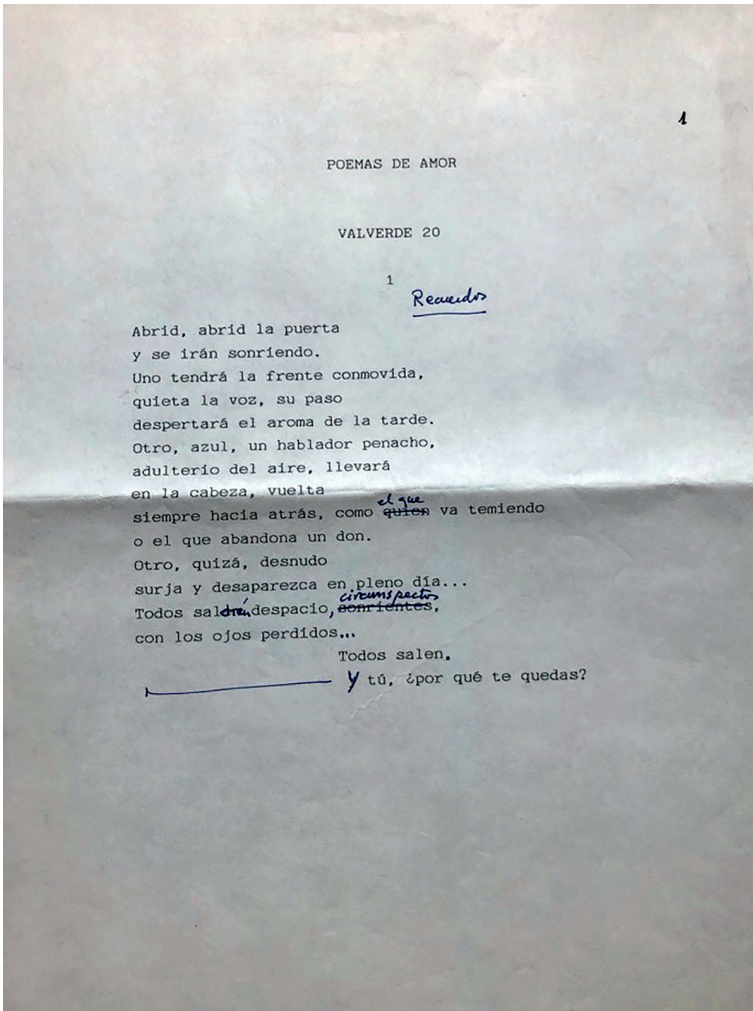 1
POEMAS DE AMOR
VALVERDE 20
1
Recuerdos
Abrid, abrid la puerta
y se irán sonriendo.
Uno tendrá la frente conmovida,
quieta la voz, su paso
despertará el aroma de la tarde.
Otro, azul, un hablador penacho,
adulterio del aire, llevará
en la cabeza, vuelta
el que
siempre hacia atrás, como quien va temiendo
o el que abandona un don.
Otro, quizá, desnudo
surja y desaparezca en pleno día...
circunspectos
Todos saldrán despacio, sonrientes,
con los ojos perdidos...
Todos salen.
Y tú, ¿por qué te quedas?